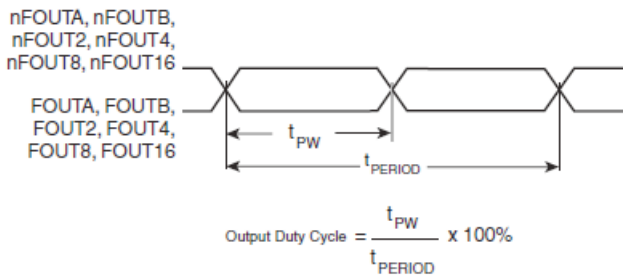 nFOUTA, nFOUTB,
nFOUT2, nFOUT4,
nFOUT8, nFOUT16
FOUTA, FOUTB,
FOUT2, FOUT4,
FOUT8, FOUT16
tPW
tPERIOD
Output Duty Cycle = tPW / tPERIOD x 100%